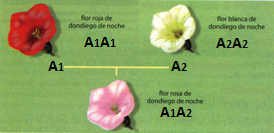 flor roja de
dondiego de noche
A1A1
flor blanca de
dondiego de noche
A2A2
A1
A2
flor rosa de
dondiego de noche
A1A2